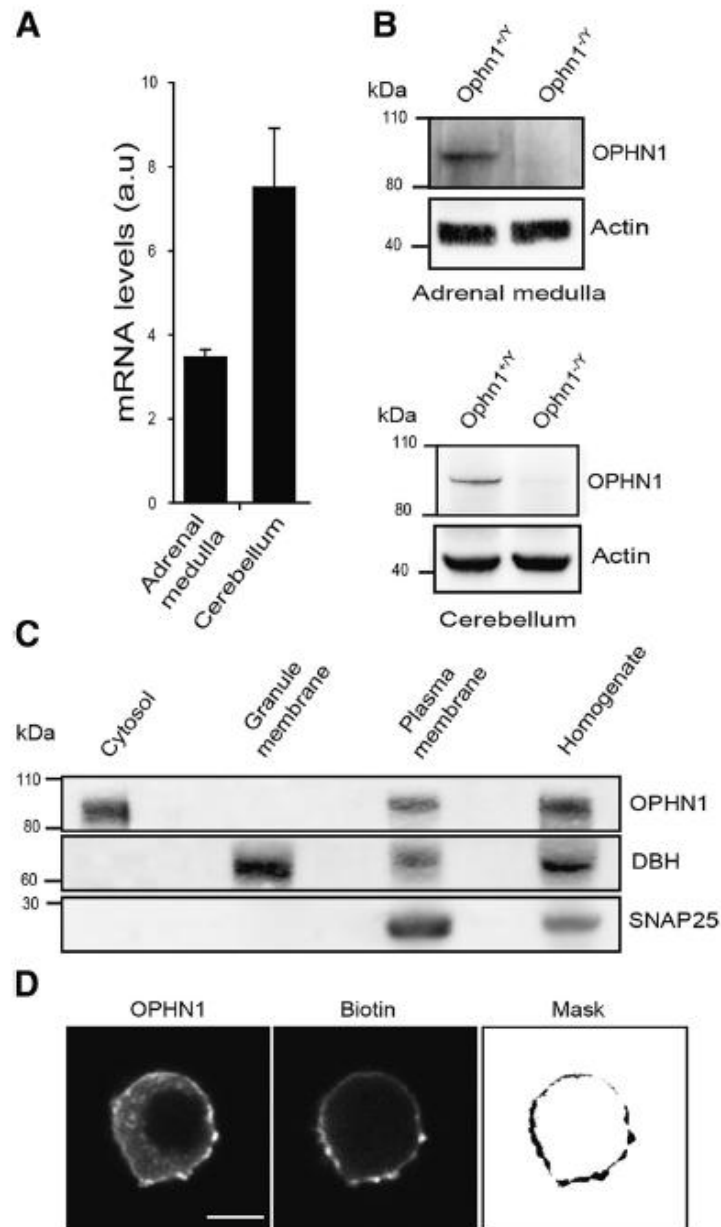 A
mRNA levels (a.u)
10
8
6
4
2
0
Adrenal
medulla
Cerebellum
B
kDa
Ophn1+/Y
Ophn1-/Y
110
OPHN1
80
Actin
40
Adrenal medulla
kDa
Ophn1+/Y
Ophn1-/Y
110
OPHN1
80
Actin
40
Cerebellum
C
kDa
Cytosol
Granule
membrane
Plasma
membrane
Homogenate
110
OPHN1
80
DBH
60
30
SNAP25
D
OPHN1
Biotin
Mask